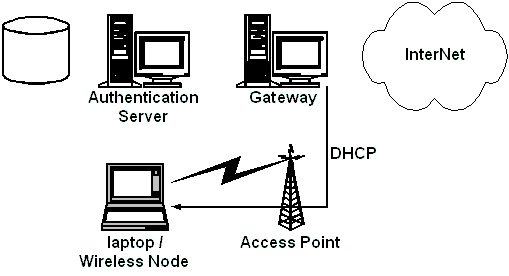 InterNet
Authentication
Server
Gateway
DHCP
laptop /
Wireless Node
Access Point